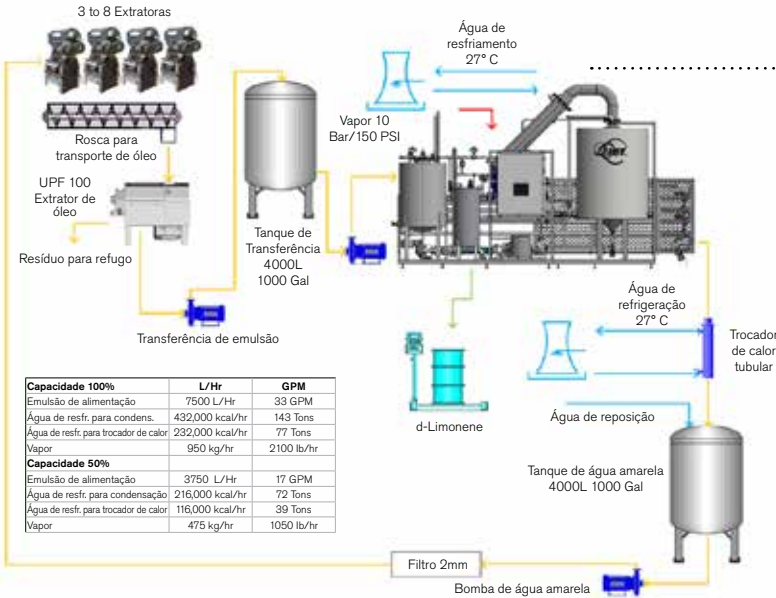 3 to 8 Extratoras
Rosca para
transporte de óleo
UPF 100
Extrator de
óleo
Resíduo para refugo
Transferência de emulsão
Tanque de
Transferência
4000L
1000 Gal
Vapor 10
Bar/150 PSI
Água de
resfriamento
27° C
d-Limonene
Água de
refrigeração
27° C
Trocador
de calor
tubular
Água de reposição
Tanque de água amarela
4000L 1000 Gal
Capacidade 100% L/Hr GPM
Emulsão de alimentação 7500 L/Hr 33 GPM
Água de resfr. para condens. 432,000 kcal/hr 143 Tons
Água de resfr. para trocador de calor 232,000 kcal/hr 77 Tons
Vapor 950 kg/hr 2100 lb/hr
Capacidade 50%
Emulsão de alimentação 3750 L/Hr 17 GPM
Água de resfr. para condensação 216,000 kcal/hr 72 Tons
Água de resfr. para trocador de calor 116,000 kcal/hr 39 Tons
Vapor 475 kg/hr 1050 lb/hr
Filtro 2mm
Bomba de água amarela